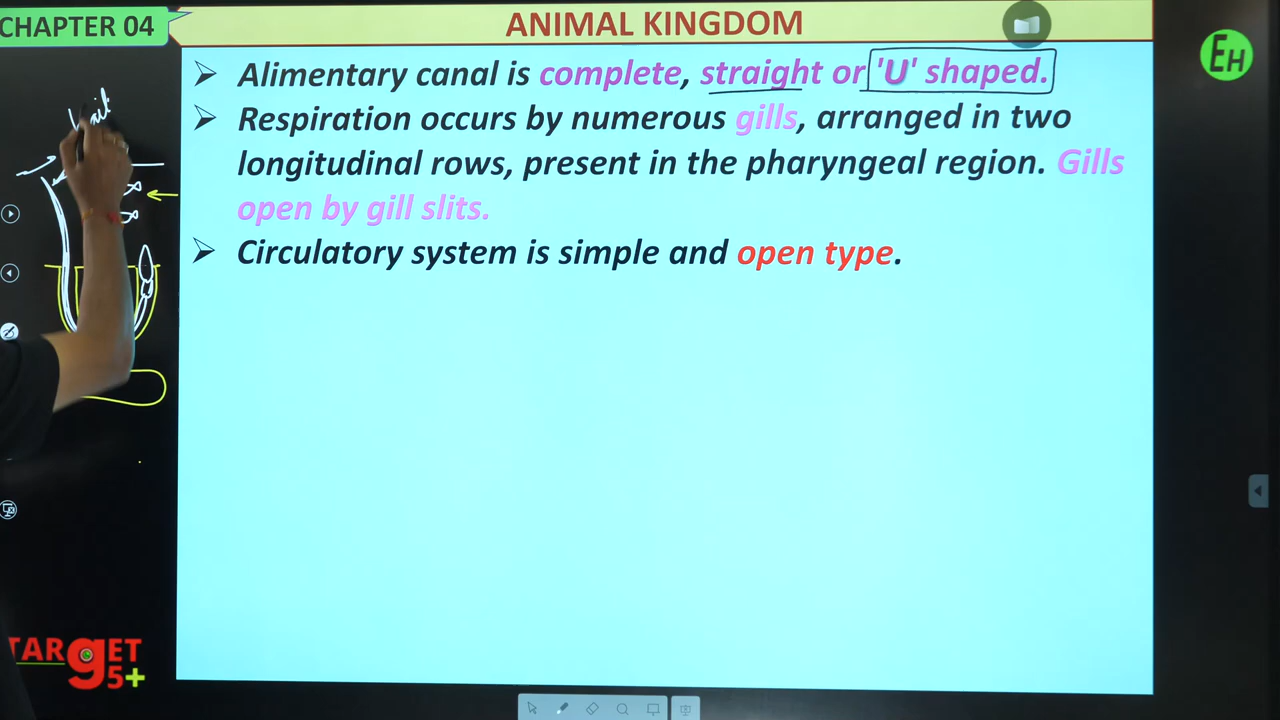 CHAPTER 04
ANIMAL KINGDOM
EH
➢ Alimentary canal is complete, straight or 'U' shaped.
➢ Respiration occurs by numerous gills, arranged in two
longitudinal rows, present in the pharyngeal region. Gills
open by gill slits.
➢ Circulatory system is simple and open type.
TARgET
5+